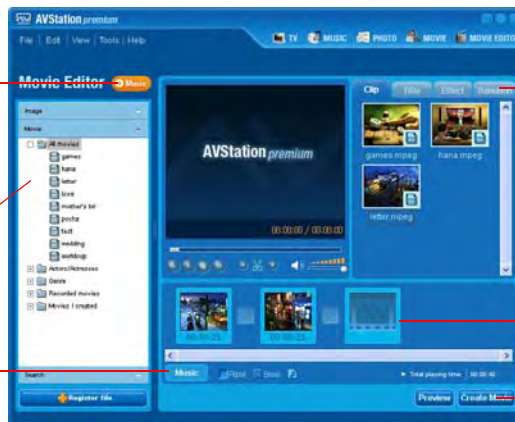 AVStation premium
File Edit View Tools Help
TV MUSIC PHOTO MOVIE MOVIE EDITOR
Movie Editor Music
Clip Title Effect
Image
Movie
All movies
games
hana
letter
love
mother's
pocha
test
wedding
worldcup
Actors/Actresses
Genre
Recorded movies
Movies I created
Search
Register file
AVStation premium
00:00:00 / 00:00:00
games.mpeg hana.mpeg
letter.mpeg
00:00:21 00:00:21
Music
Total playing time 00:00:42
Preview Create